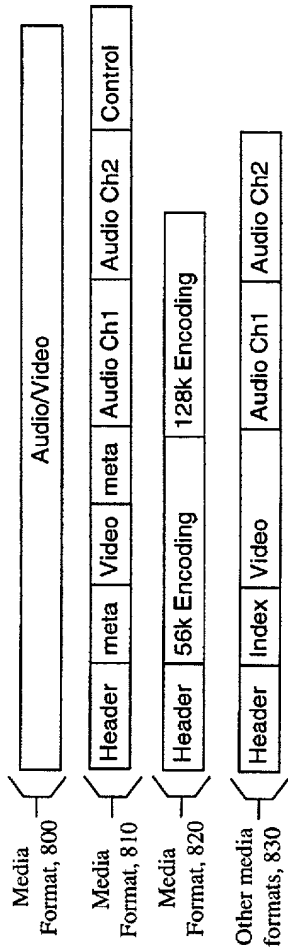 Media
Format, 800
Audio/Video
Media
Format, 810
Header meta Video meta Audio Ch1 Audio Ch2 Control
Media
Format, 820
Header 56k Encoding 128k Encoding
Other media
formats, 830
Header Index Video Audio Ch1 Audio Ch2